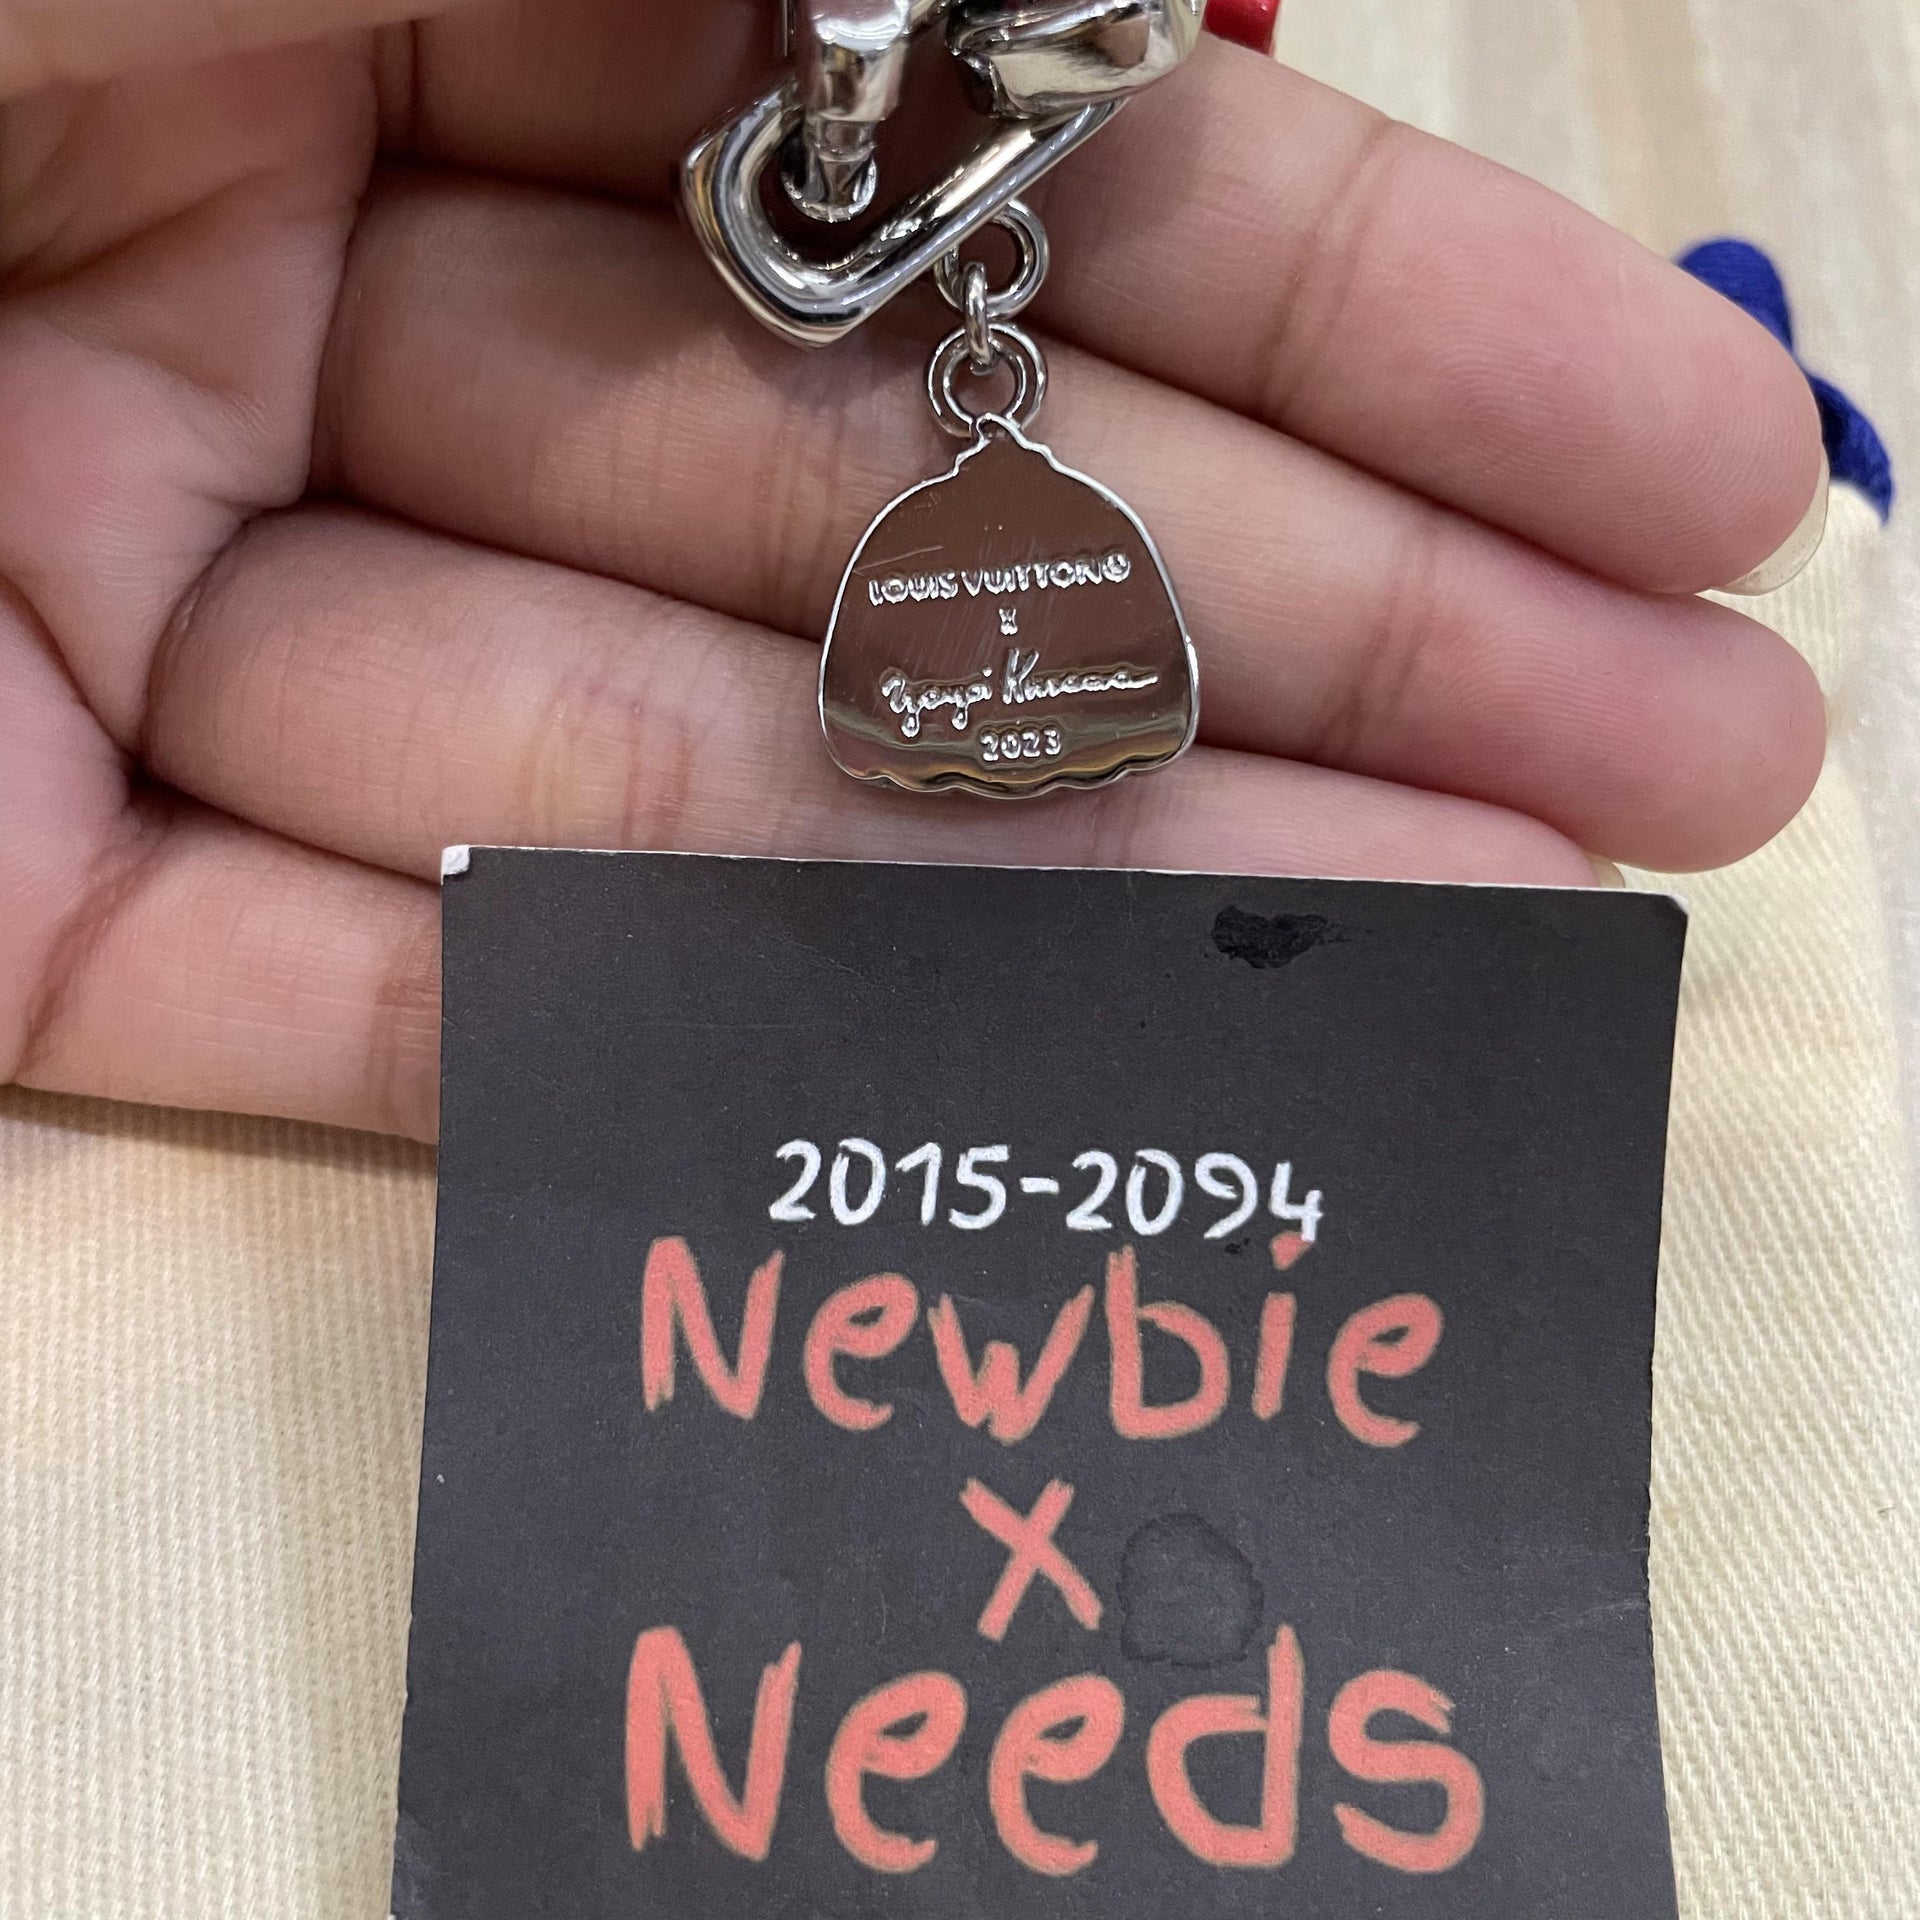 LOUIS VUITTON®
X
Yayoi Kusama
2023
2015-2094
Newbie
x
Needs